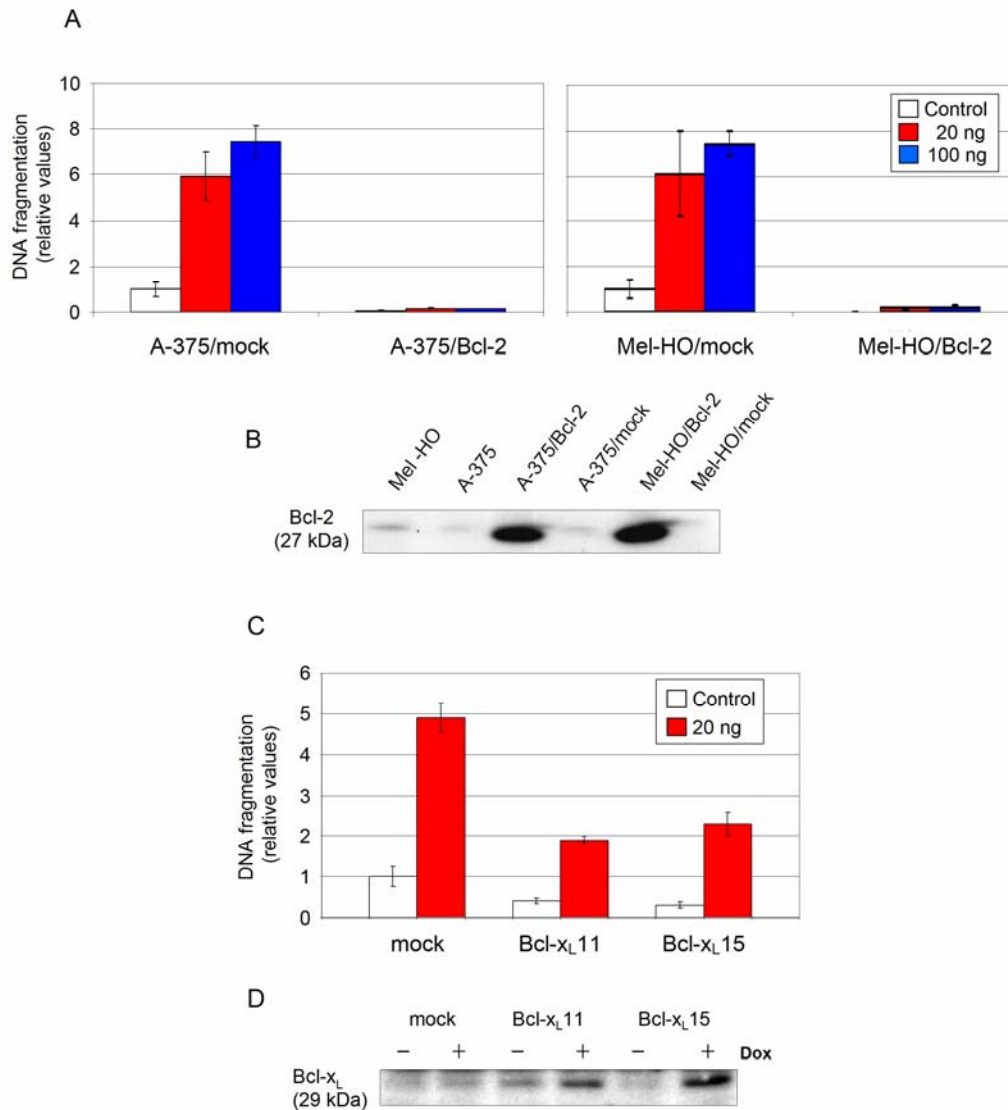 A
DNA fragmentation
(relative values)
10
8
6
4
2
0
Control
20 ng
100 ng
A-375/mock
A-375/Bcl-2
Mel-HO/mock
Mel-HO/Bcl-2
B
Mel -HO
A-375
A-375/Bcl-2
A-375/mock
Mel-HO/Bcl-2
Mel-HO/mock
Bcl-2
(27 kDa)
C
DNA fragmentation
(relative values)
6
5
4
3
2
1
0
Control
20 ng
mock
Bcl-xL11
Bcl-xL15
D
mock Bcl-xL11 Bcl-xL15
– + – + – + Dox
Bcl-xL
(29 kDa)